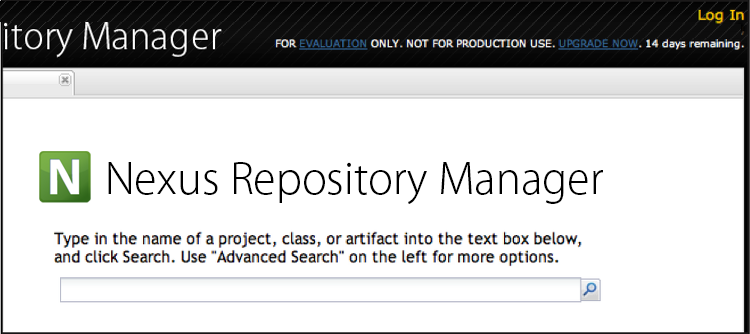 Log In
itory Manager
FOR EVALUATION ONLY. NOT FOR PRODUCTION USE. UPGRADE NOW. 14 days remaining.
N Nexus Repository Manager
Type in the name of a project, class, or artifact into the text box below,
and click Search. Use "Advanced Search" on the left for more options.